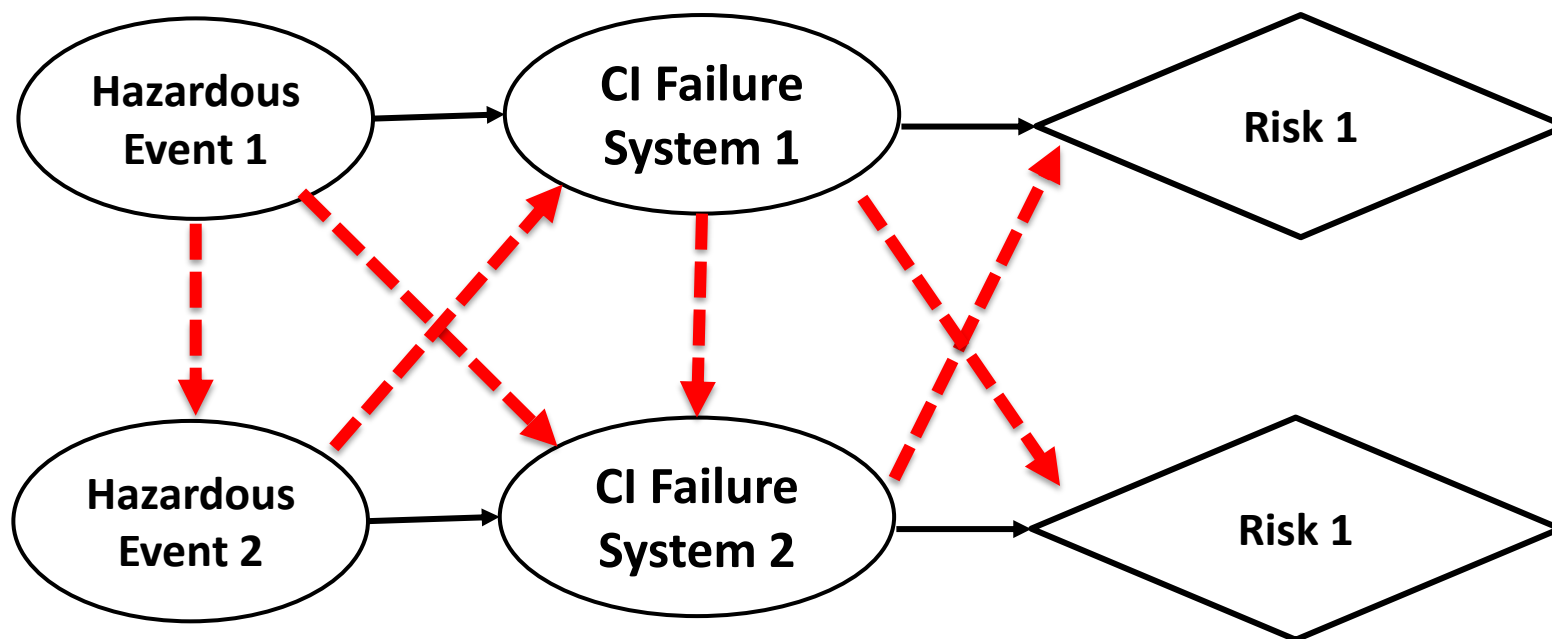 Hazardous
Event 1
CI Failure
System 1
Risk 1
Hazardous
Event 2
CI Failure
System 2
Risk 1